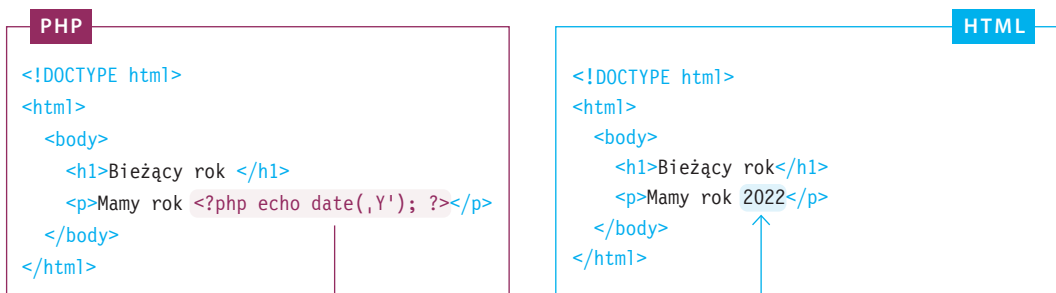 PHP
<!DOCTYPE html>
<html>
<body>
<h1>Bieżący rok </h1>
<p>Mamy rok <?php echo date(‚Y'); ?></p>
</body>
</html>
HTML
<!DOCTYPE html>
<html>
<body>
<h1>Bieżący rok</h1>
<p>Mamy rok 2022</p>
</body>
</html>